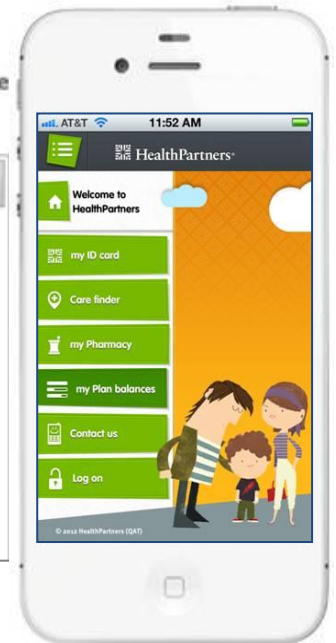 AT&T 11:52 AM
HealthPartners
Welcome to
HealthPartners
my ID card
Care finder
my Pharmacy
my Plan balances
Contact us
Log on
© 2012 HealthPartners (QAT)